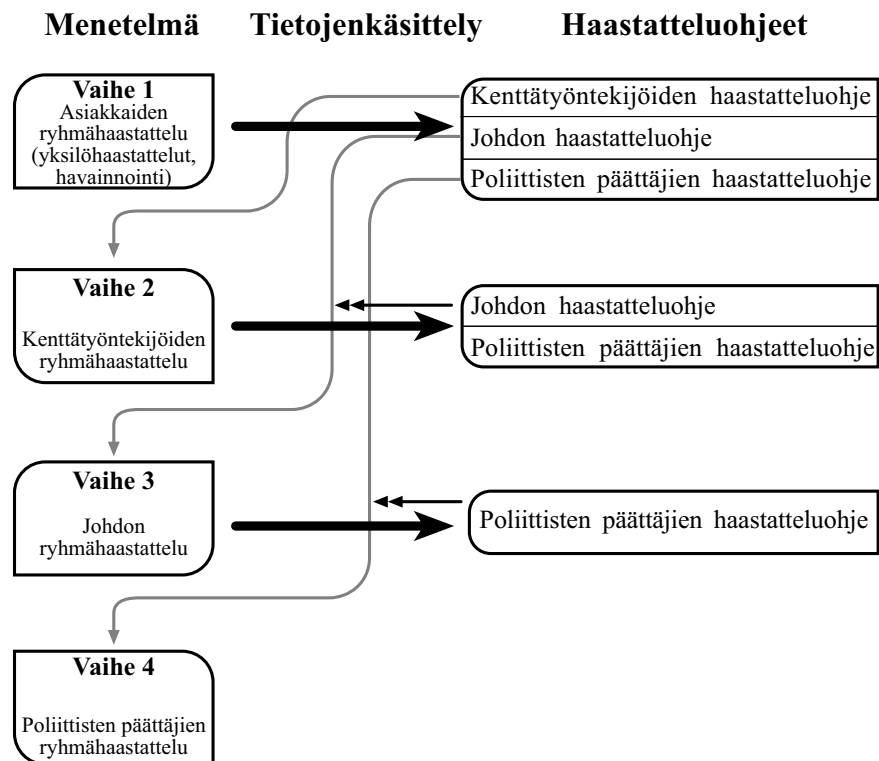 Menetelmä Tietojenkäsittely Haastatteluohjeet
Vaihe 1
Asiakkaiden
ryhmähaastattelu
(yksilöhaastattelut,
havainnointi)
Kenttätyöntekijöiden haastatteluohje
Johdon haastatteluohje
Poliittisten päättäjien haastatteluohje
Vaihe 2
Kenttätyöntekijöiden
ryhmähaastattelu
Johdon haastatteluohje
Poliittisten päättäjien haastatteluohje
Vaihe 3
Johdon
ryhmähaastattelu
Poliittisten päättäjien haastatteluohje
Vaihe 4
Poliittisten päättäjien
ryhmähaastattelu